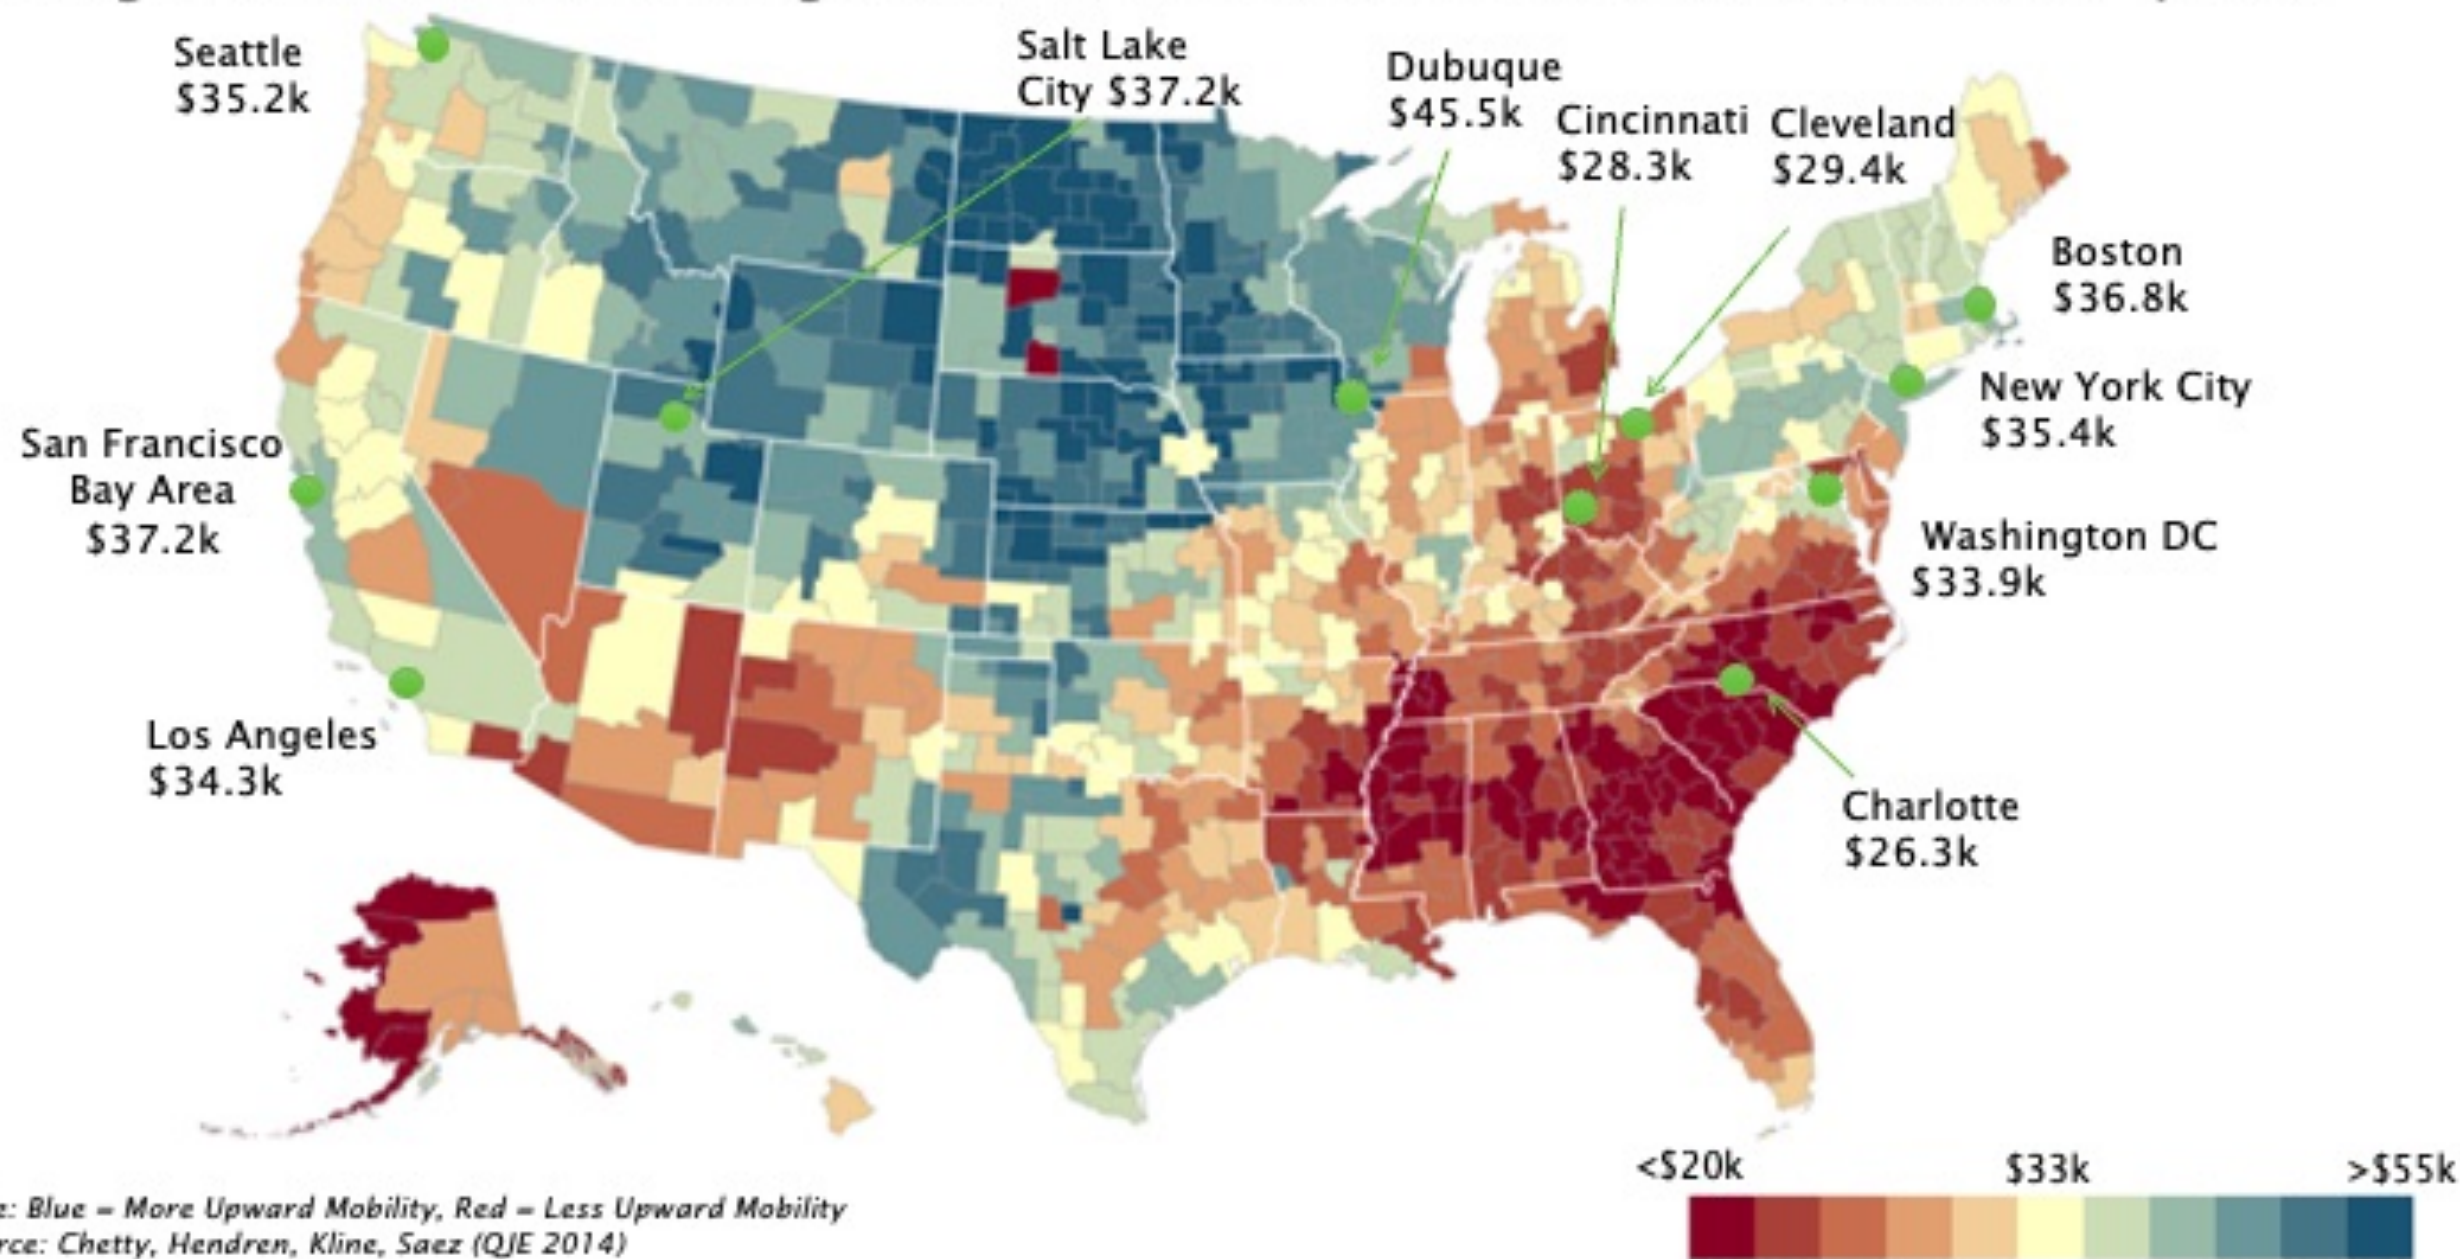 Seattle
$35.2k
Salt Lake
City $37.2k
Dubuque
$45.5k
Cincinnati
$28.3k
Cleveland
$29.4k
Boston
$36.8k
New York City
$35.4k
San Francisco
Bay Area
$37.2k
Washington DC
$33.9k
Los Angeles
$34.3k
Charlotte
$26.3k
<$20k $33k >$55k
e: Blue = More Upward Mobility, Red = Less Upward Mobility
rce: Chetty, Hendren, Kline, Saez (QJE 2014)